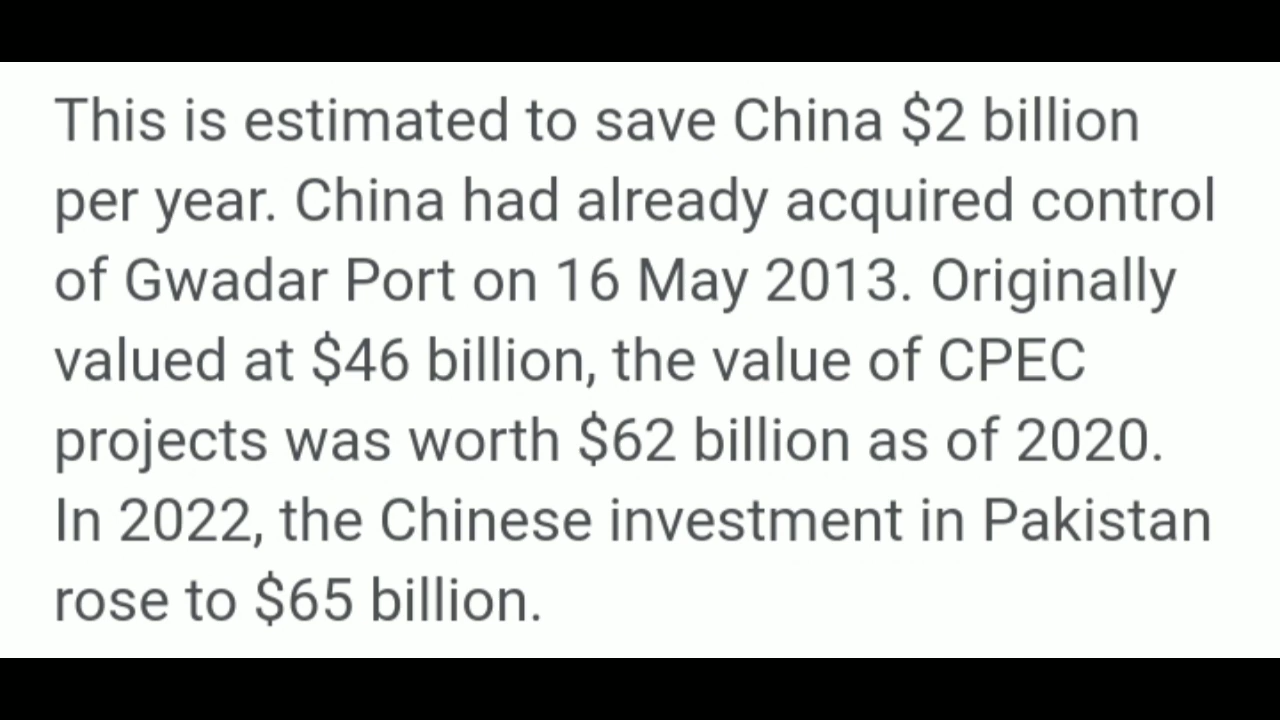 This is estimated to save China $2 billion
per year. China had already acquired control
of Gwadar Port on 16 May 2013. Originally
valued at $46 billion, the value of CPEC
projects was worth $62 billion as of 2020.
In 2022, the Chinese investment in Pakistan
rose to $65 billion.